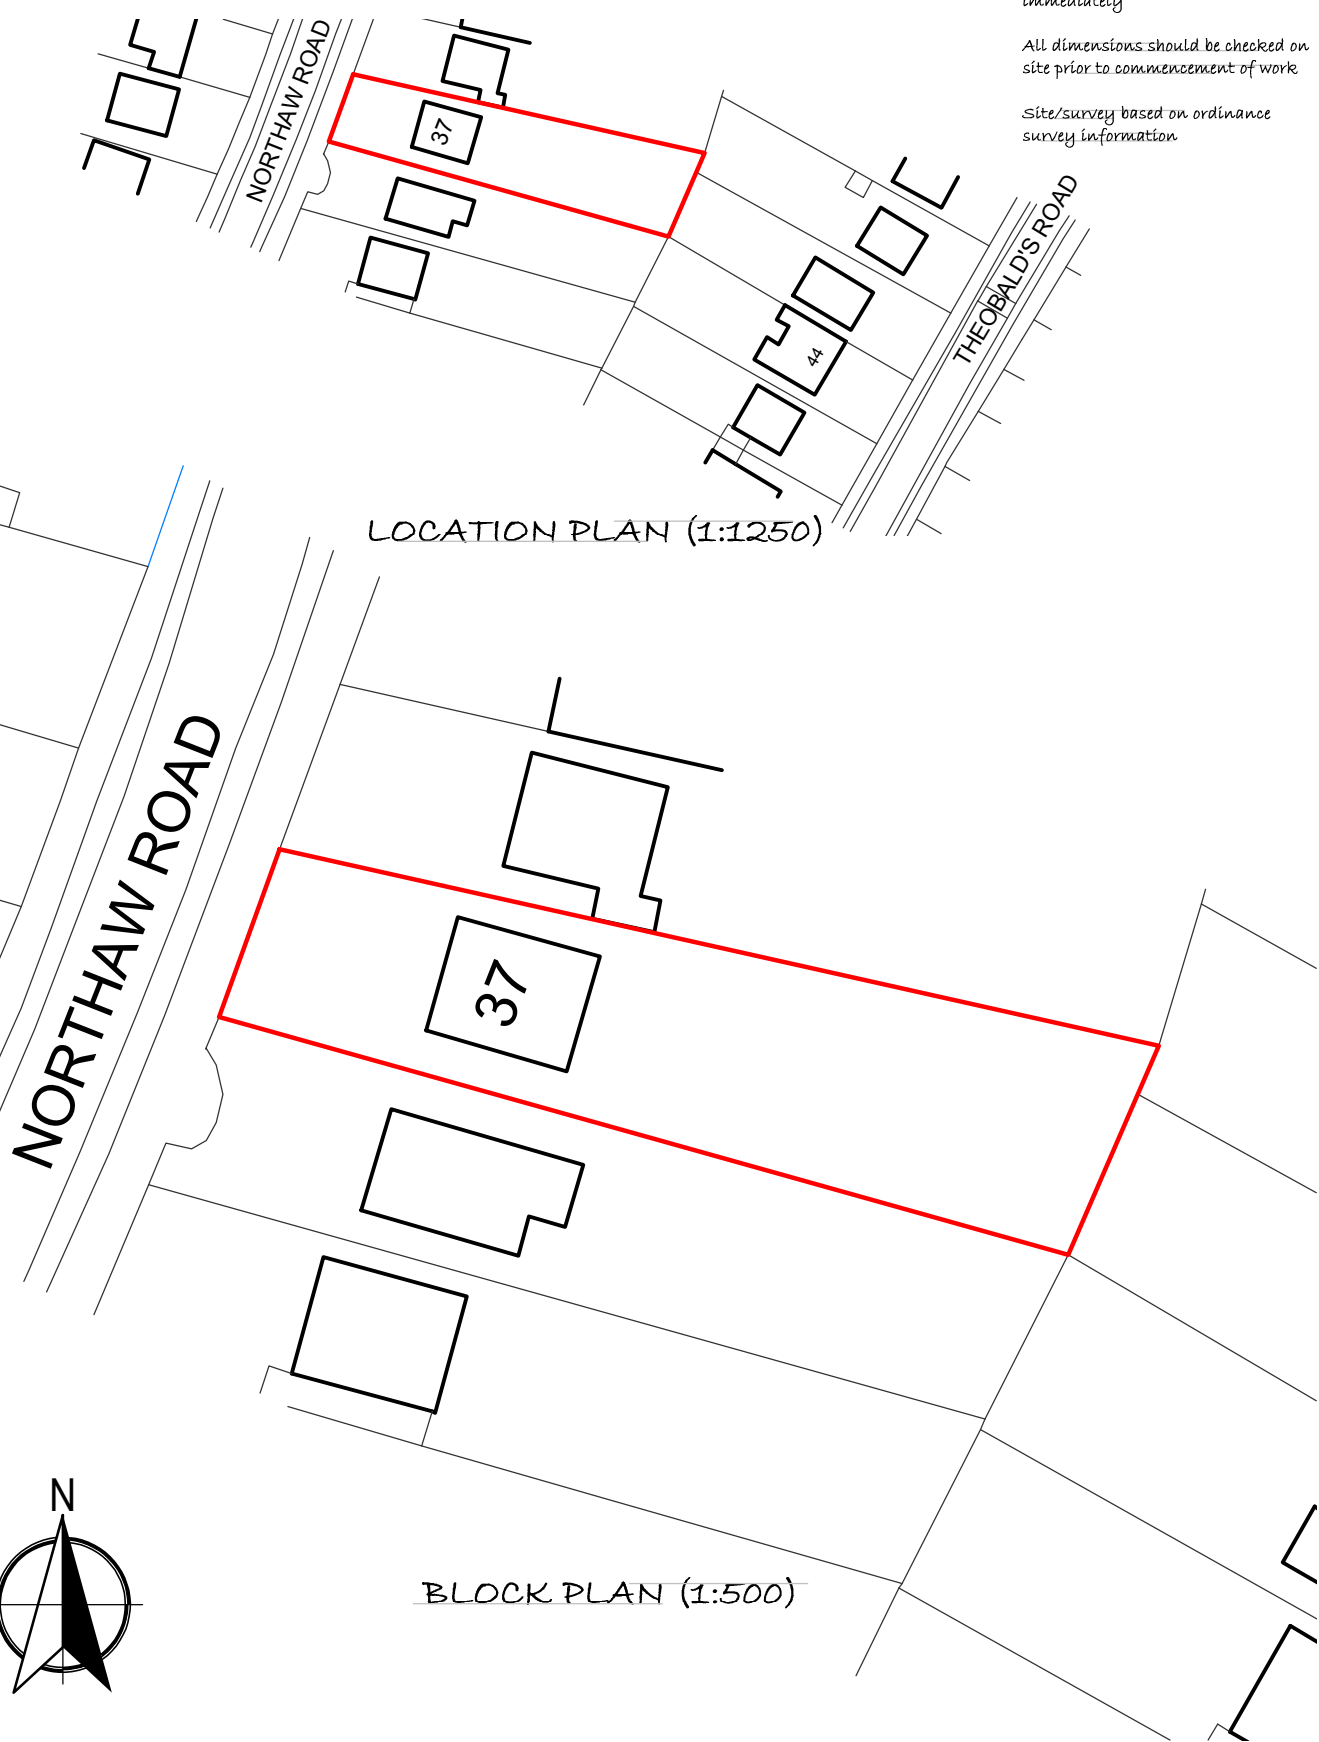 immediately
All dimensions should be checked on
site prior to commencement of work
Site/survey based on ordinance
survey information
NORTHAW ROAD
37
THEOBALD'S ROAD
44
LOCATION PLAN (1:1250)
NORTHAW ROAD
37
N
BLOCK PLAN (1:500)